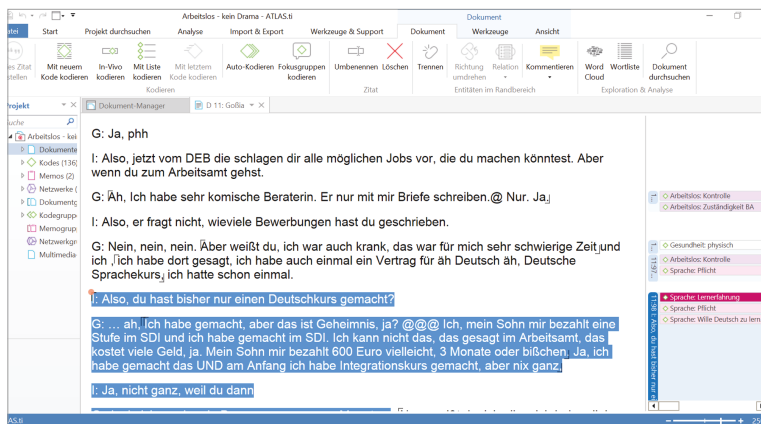 Arbeitslos - kein Drama - ATLAS.ti
Dokument
Start Projekt durchsuchen Analyse Import & Export Werkzeuge & Support Dokument Werkzeuge Ansicht
Mit neuem Kode kodieren
In-Vivo kodieren
Mit Liste kodieren
Mit letztem Kode kodieren
Auto-Kodieren
Fokusgruppen kodieren
Umbenennen
Löschen
Trennen
Richtung umdrehen
Relation
Kommentieren
Word Cloud
Wortliste
Dokument durchsuchen
Kodieren
Zitat
Entitäten im Randbereich
Exploration & Analyse
Dokument-Manager
D 11: Goßia
Arbeitslos - kei
Dokumente
Kodes (136)
Memos (2)
Netzwerke (
Dokumentg
Kodegruppe
Memogrup
Netzwerkgr
Multimedia-
G: Ja, phh
I: Also, jetzt vom DEB die schlagen dir alle möglichen Jobs vor, die du machen könntest. Aber
wenn du zum Arbeitsamt gehst.
G: Äh, Ich habe sehr komische Beraterin. Er nur mit mir Briefe schreiben.@ Nur. Ja.
I: Also, er fragt nicht, wieviele Bewerbungen hast du geschrieben.
G: Nein, nein, nein. Aber weißt du, ich war auch krank, das war für mich sehr schwierige Zeit und
ich , ich habe dort gesagt, ich habe auch einmal ein Vertrag für äh Deutsch äh, Deutsche
Sprachekurs, ich hatte schon einmal.
I: Also, du hast bisher nur einen Deutschkurs gemacht?
G: … ah, Ich habe gemacht, aber das ist Geheimnis, ja? @@@ Ich, mein Sohn mir bezahlt eine
Stufe im SDI und ich habe gemacht im SDI. Ich kann nicht das, das gesagt im Arbeitsamt, das
kostet viele Geld, ja. Mein Sohn mir bezahlt 600 Euro vielleicht, 3 Monate oder bißchen. Ja, ich
habe gemacht das UND am Anfang ich habe Integrationskurs gemacht, aber nix ganz.
I: Ja, nicht ganz, weil du dann
Arbeitslos: Kontrolle
Arbeitslos: Zuständigkeit BA
Gesundheit: physisch
Arbeitslos: Kontrolle
Sprache: Pflicht
Sprache: Lernerfahrung
Sprache: Pflicht
Sprache: Wille Deutsch zu lern
11:98 I: Also, du hast bisher nur ei